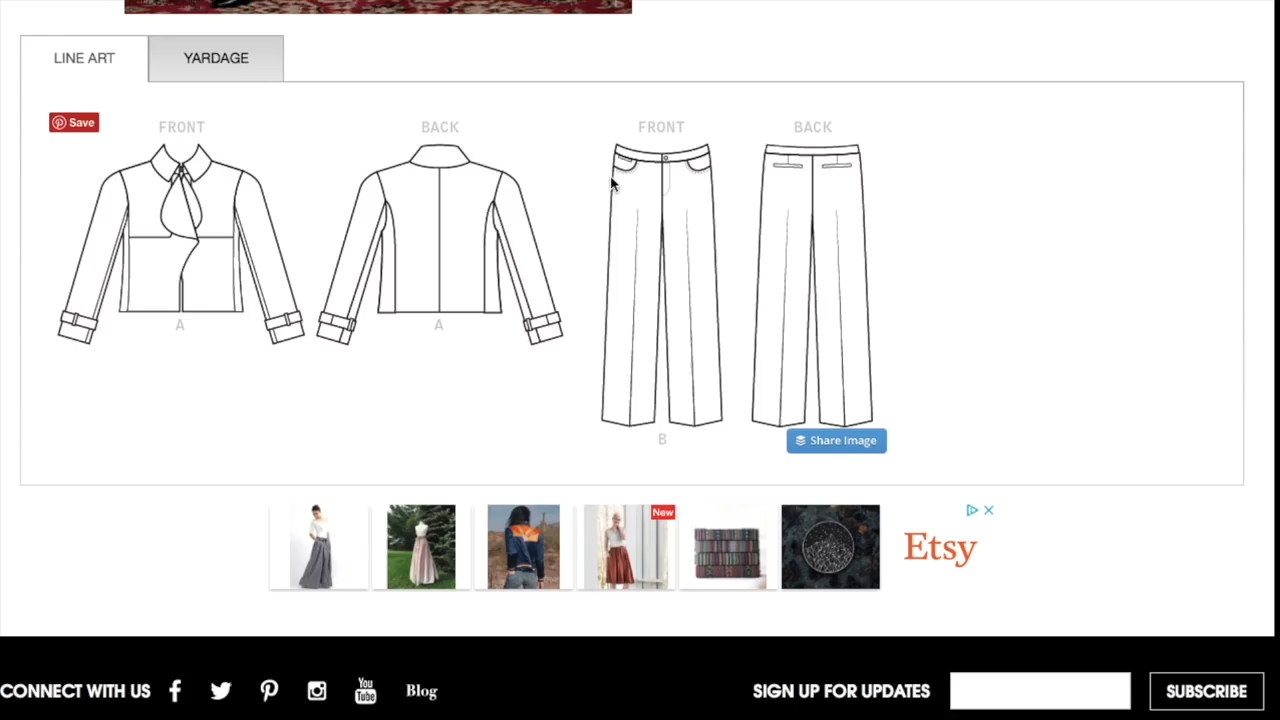 LINE ART
YARDAGE
Save
FRONT
BACK
FRONT
BACK
A
A
B
Share Image
New
Etsy
CONNECT WITH US
You
Tube
Blog
SIGN UP FOR UPDATES
SUBSCRIBE